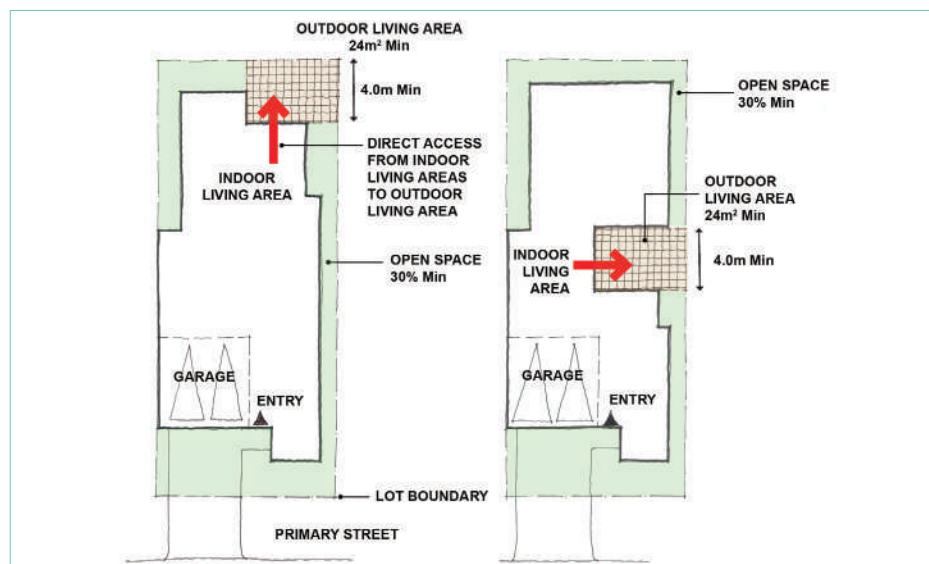 OUTDOOR LIVING AREA
24m² Min
4.0m Min
DIRECT ACCESS
FROM INDOOR
LIVING AREAS
TO OUTDOOR
LIVING AREA
INDOOR
LIVING AREA
OPEN SPACE
30% Min
GARAGE
ENTRY
LOT BOUNDARY
PRIMARY STREET
OPEN SPACE
30% Min
OUTDOOR
LIVING AREA
24m² Min
4.0m Min
INDOOR
LIVING
AREA
GARAGE
ENTRY